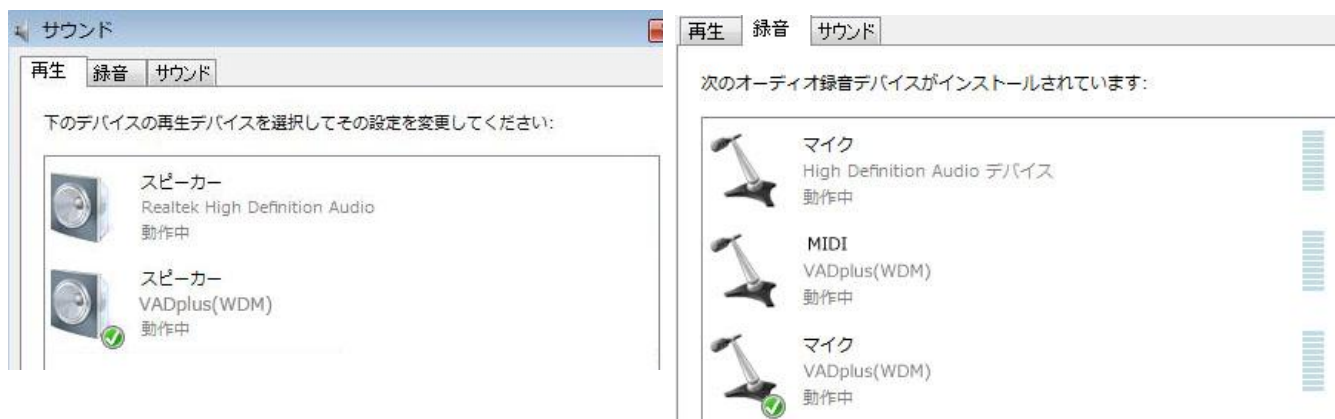 サウンド
再生 録音 サウンド
下のデバイスの再生デバイスを選択してその設定を変更してください:
スピーカー
Realtek High Definition Audio
動作中
スピーカー
VADplus(WDM)
動作中
再生 録音 サウンド
次のオーディオ録音デバイスがインストールされています:
マイク
High Definition Audio デバイス
動作中
MIDI
VADplus(WDM)
動作中
マイク
VADplus(WDM)
動作中